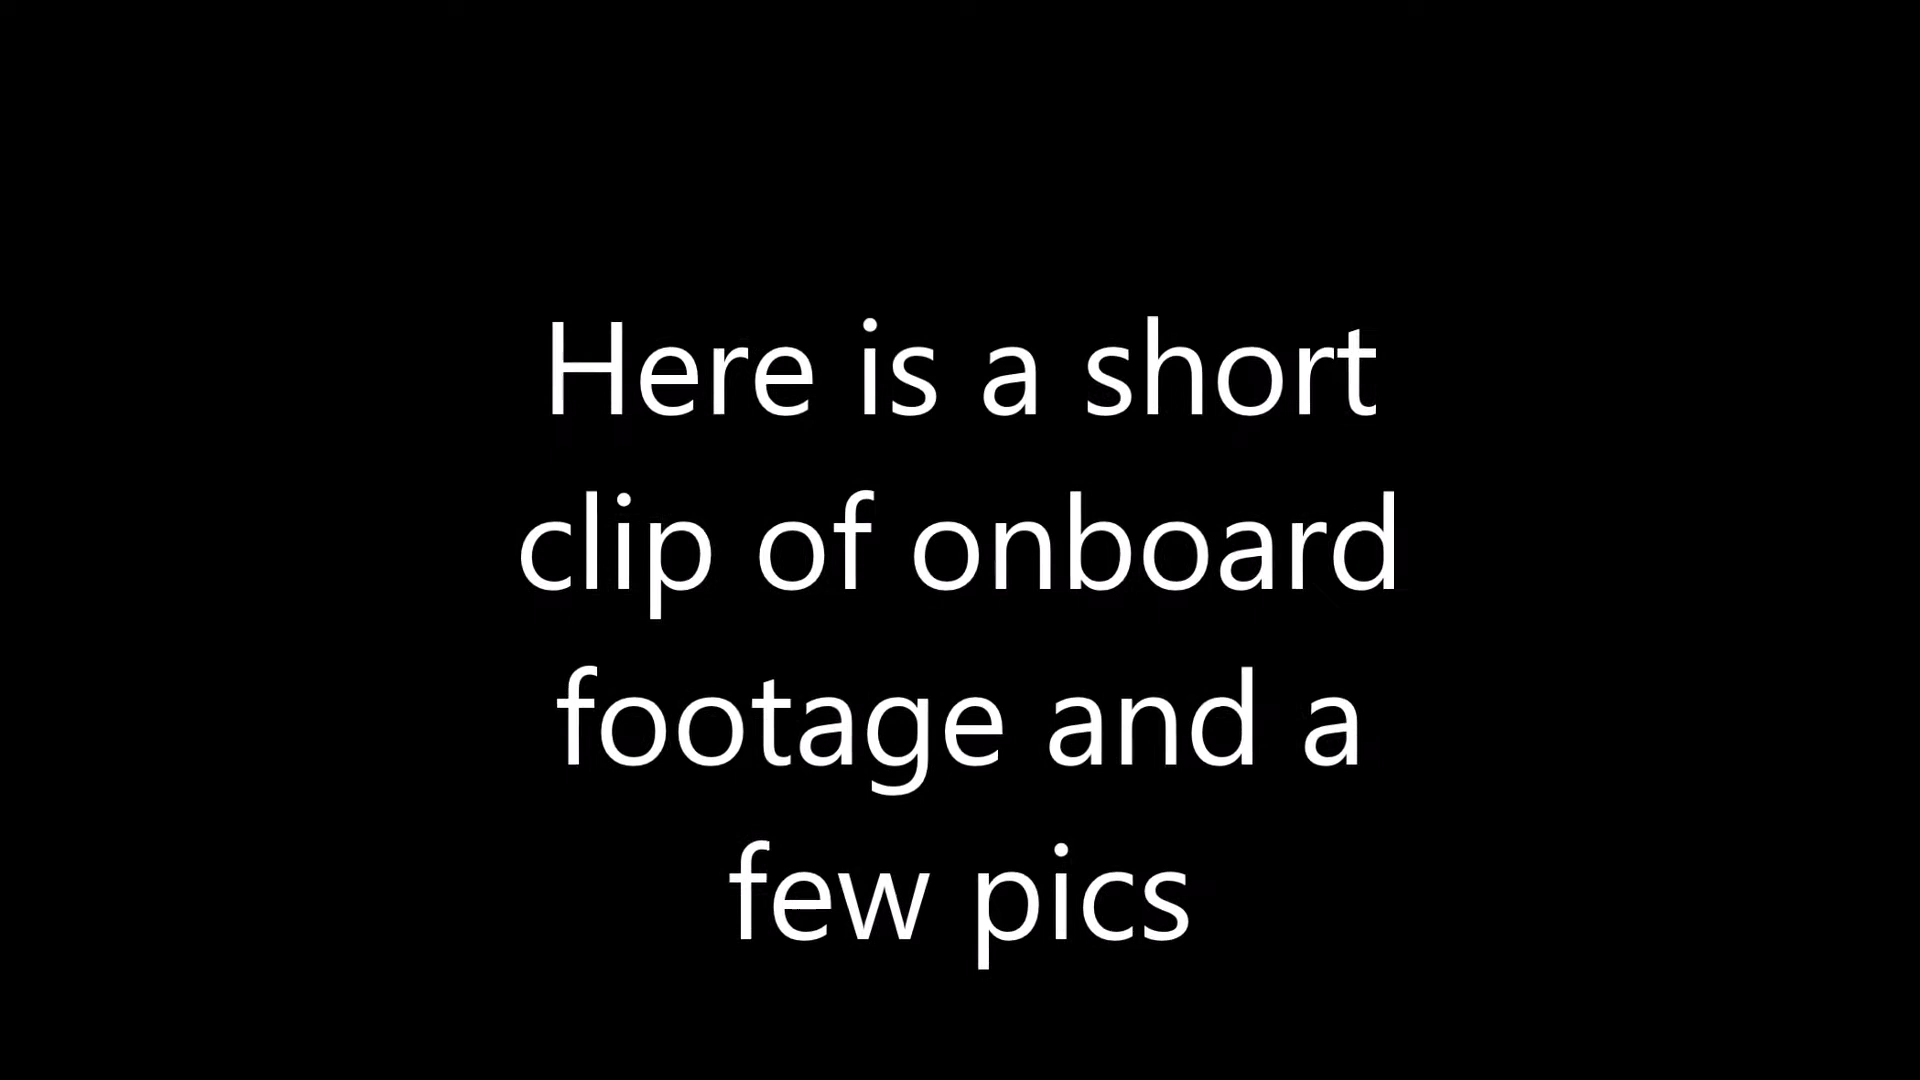 Here is a short
clip of onboard
footage and a
few pics